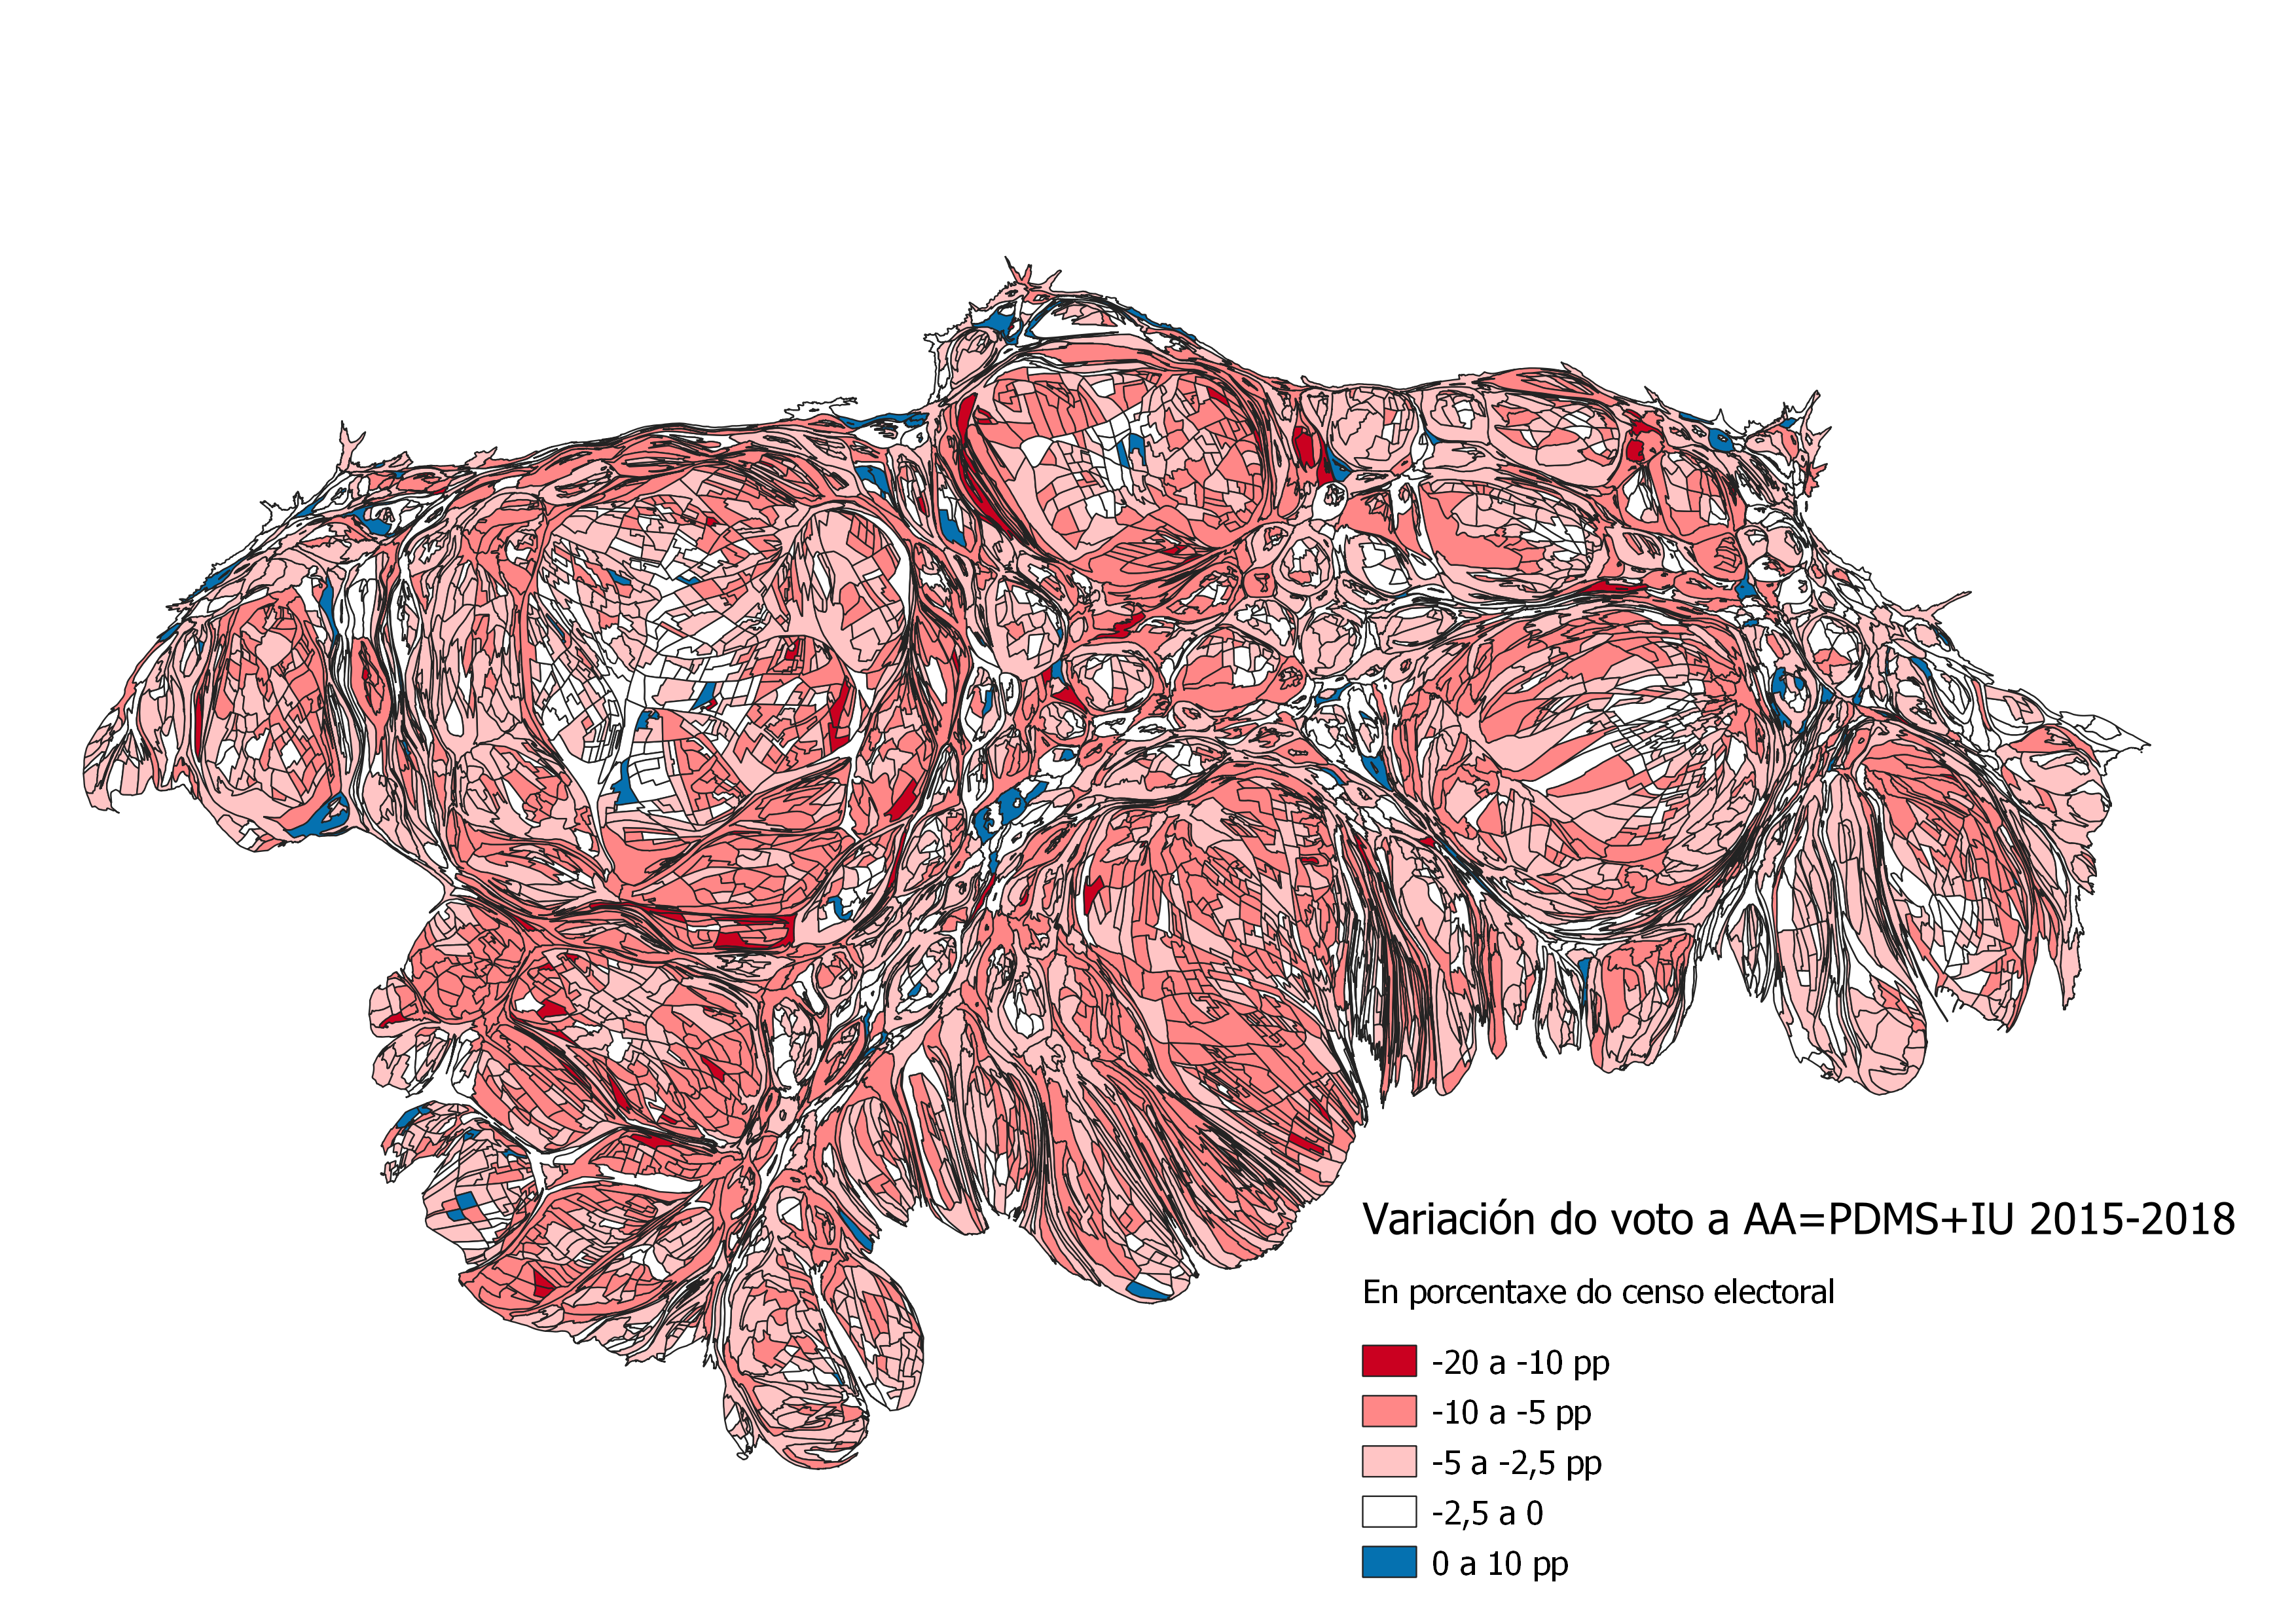 Variación do voto a AA=PDMS+IU 2015-2018
En porcentaxe do censo electoral
-20 a -10 pp
-10 a -5 pp
-5 a -2,5 pp
-2,5 a 0
0 a 10 pp